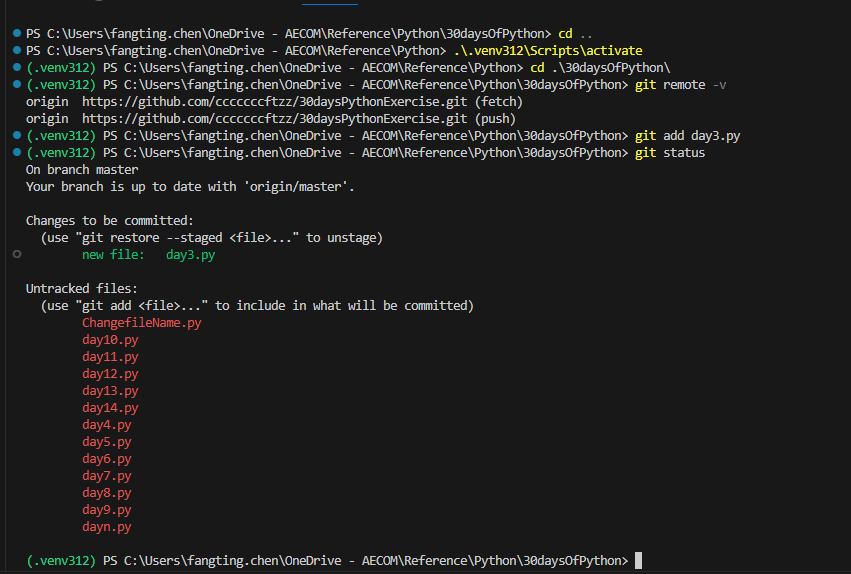 PS C:\Users\fangting.chen\OneDrive - AECOM\Reference\Python\30daysOfPython> cd ..
PS C:\Users\fangting.chen\OneDrive - AECOM\Reference\Python> .\.venv312\Scripts\activate
(.venv312) PS C:\Users\fangting.chen\OneDrive - AECOM\Reference\Python> cd .\30daysOfPython\
(.venv312) PS C:\Users\fangting.chen\OneDrive - AECOM\Reference\Python\30daysOfPython> git remote -v
origin  https://github.com/cccccccftzz/30daysPythonExercise.git (fetch)
origin  https://github.com/cccccccftzz/30daysPythonExercise.git (push)
(.venv312) PS C:\Users\fangting.chen\OneDrive - AECOM\Reference\Python\30daysOfPython> git add day3.py
(.venv312) PS C:\Users\fangting.chen\OneDrive - AECOM\Reference\Python\30daysOfPython> git status
On branch master
Your branch is up to date with 'origin/master'.

Changes to be committed:
  (use "git restore --staged <file>..." to unstage)
        new file:   day3.py

Untracked files:
  (use "git add <file>..." to include in what will be committed)
        ChangefileName.py
        day10.py
        day11.py
        day12.py
        day13.py
        day14.py
        day4.py
        day5.py
        day6.py
        day7.py
        day8.py
        day9.py
        dayn.py

(.venv312) PS C:\Users\fangting.chen\OneDrive - AECOM\Reference\Python\30daysOfPython>